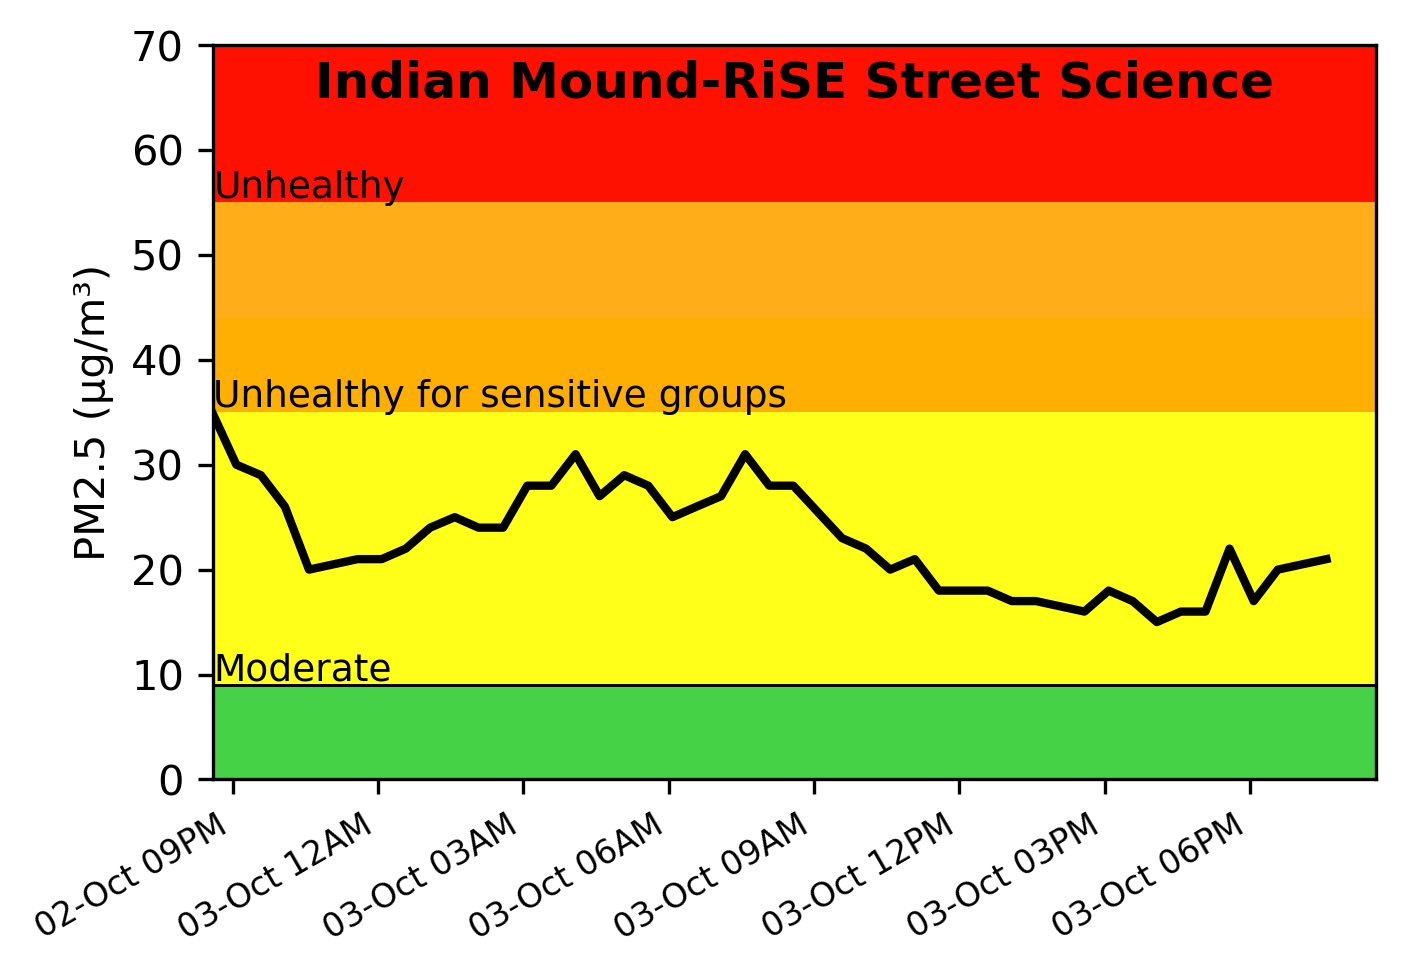 Indian Mound-RiSE Street Science
PM2.5 (µg/m³)
70
60
50
40
30
20
10
0
Unhealthy
Unhealthy for sensitive groups
Moderate
02-Oct 09PM
03-Oct 12AM
03-Oct 03AM
03-Oct 06AM
03-Oct 09AM
03-Oct 12PM
03-Oct 03PM
03-Oct 06PM